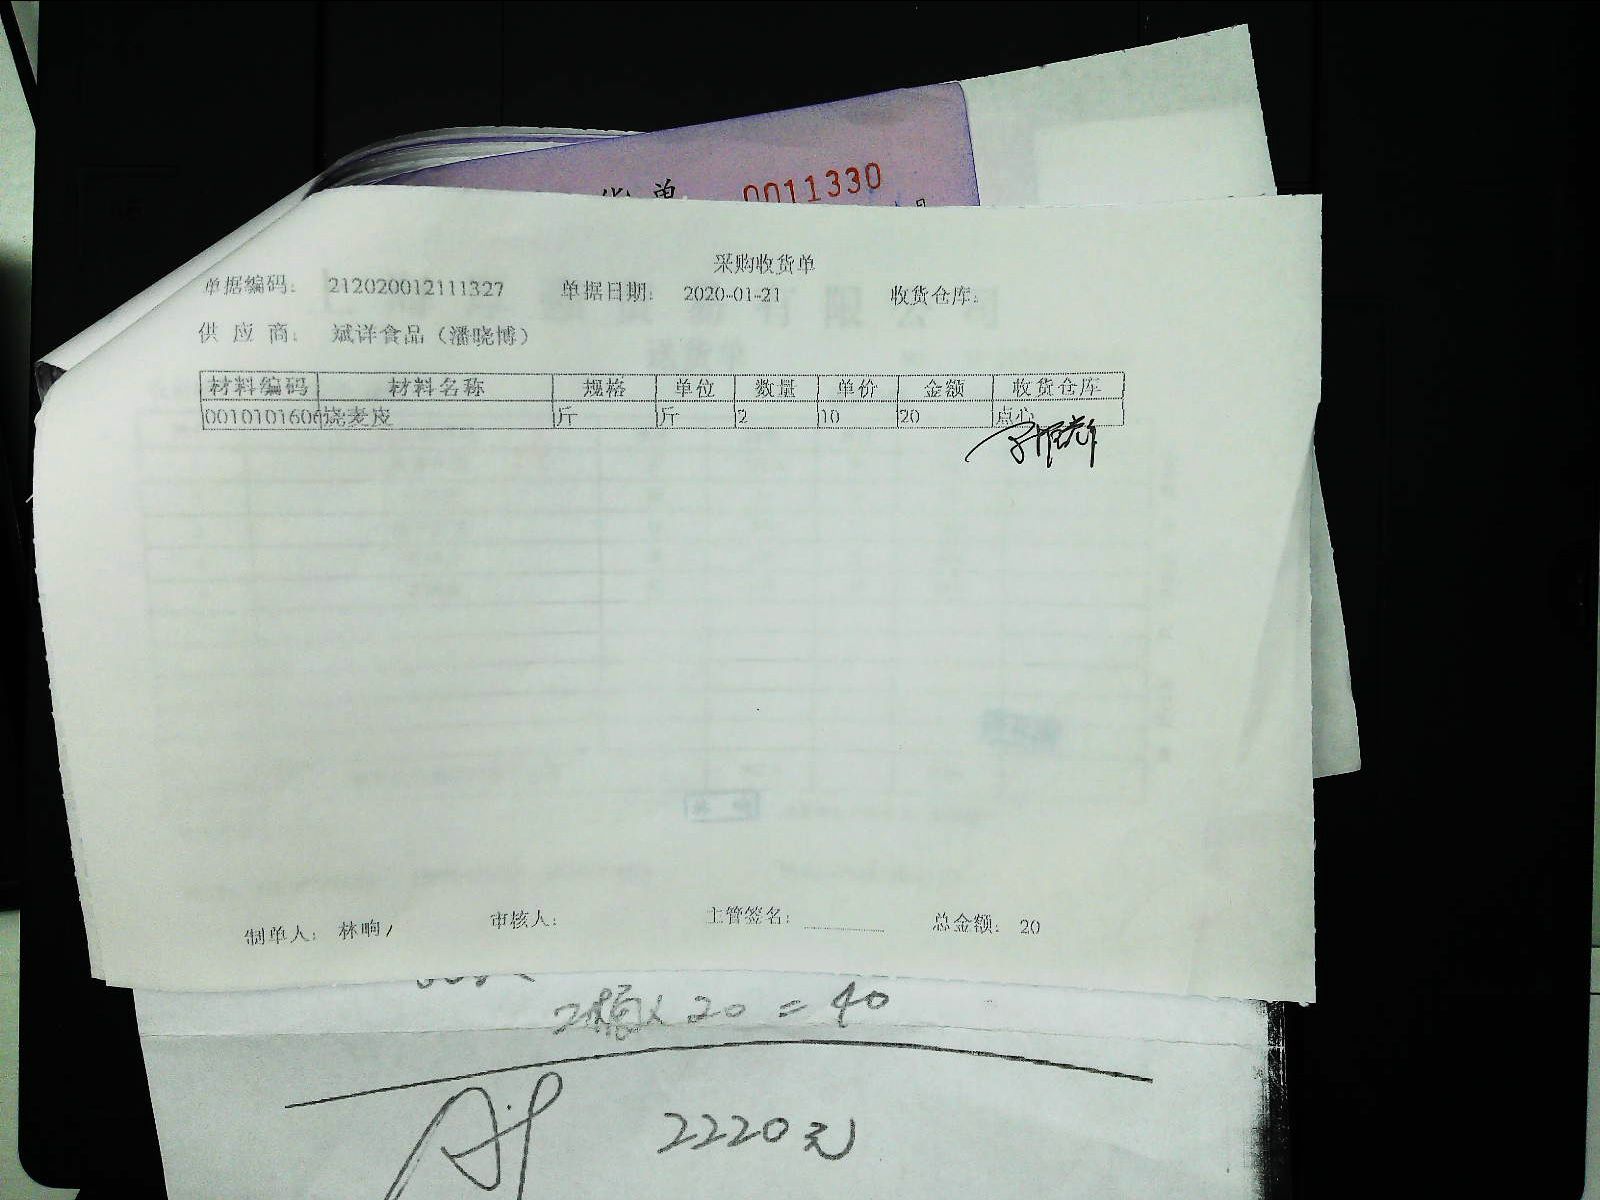 单 0011330
采购收货单
单据编码： 212020012111327 单据日期： 2020-01-21 收货仓库：
供 应 商： 斌详食品（潘晓博）
材料编码 材料名称 规格 单位 数量 单价 金额 收货仓库
0010101606 烧麦皮 斤 斤 2 10 20 点心
制单人： 林响 审核人： 主管签名： 总金额： 20
20 = 40
2220元